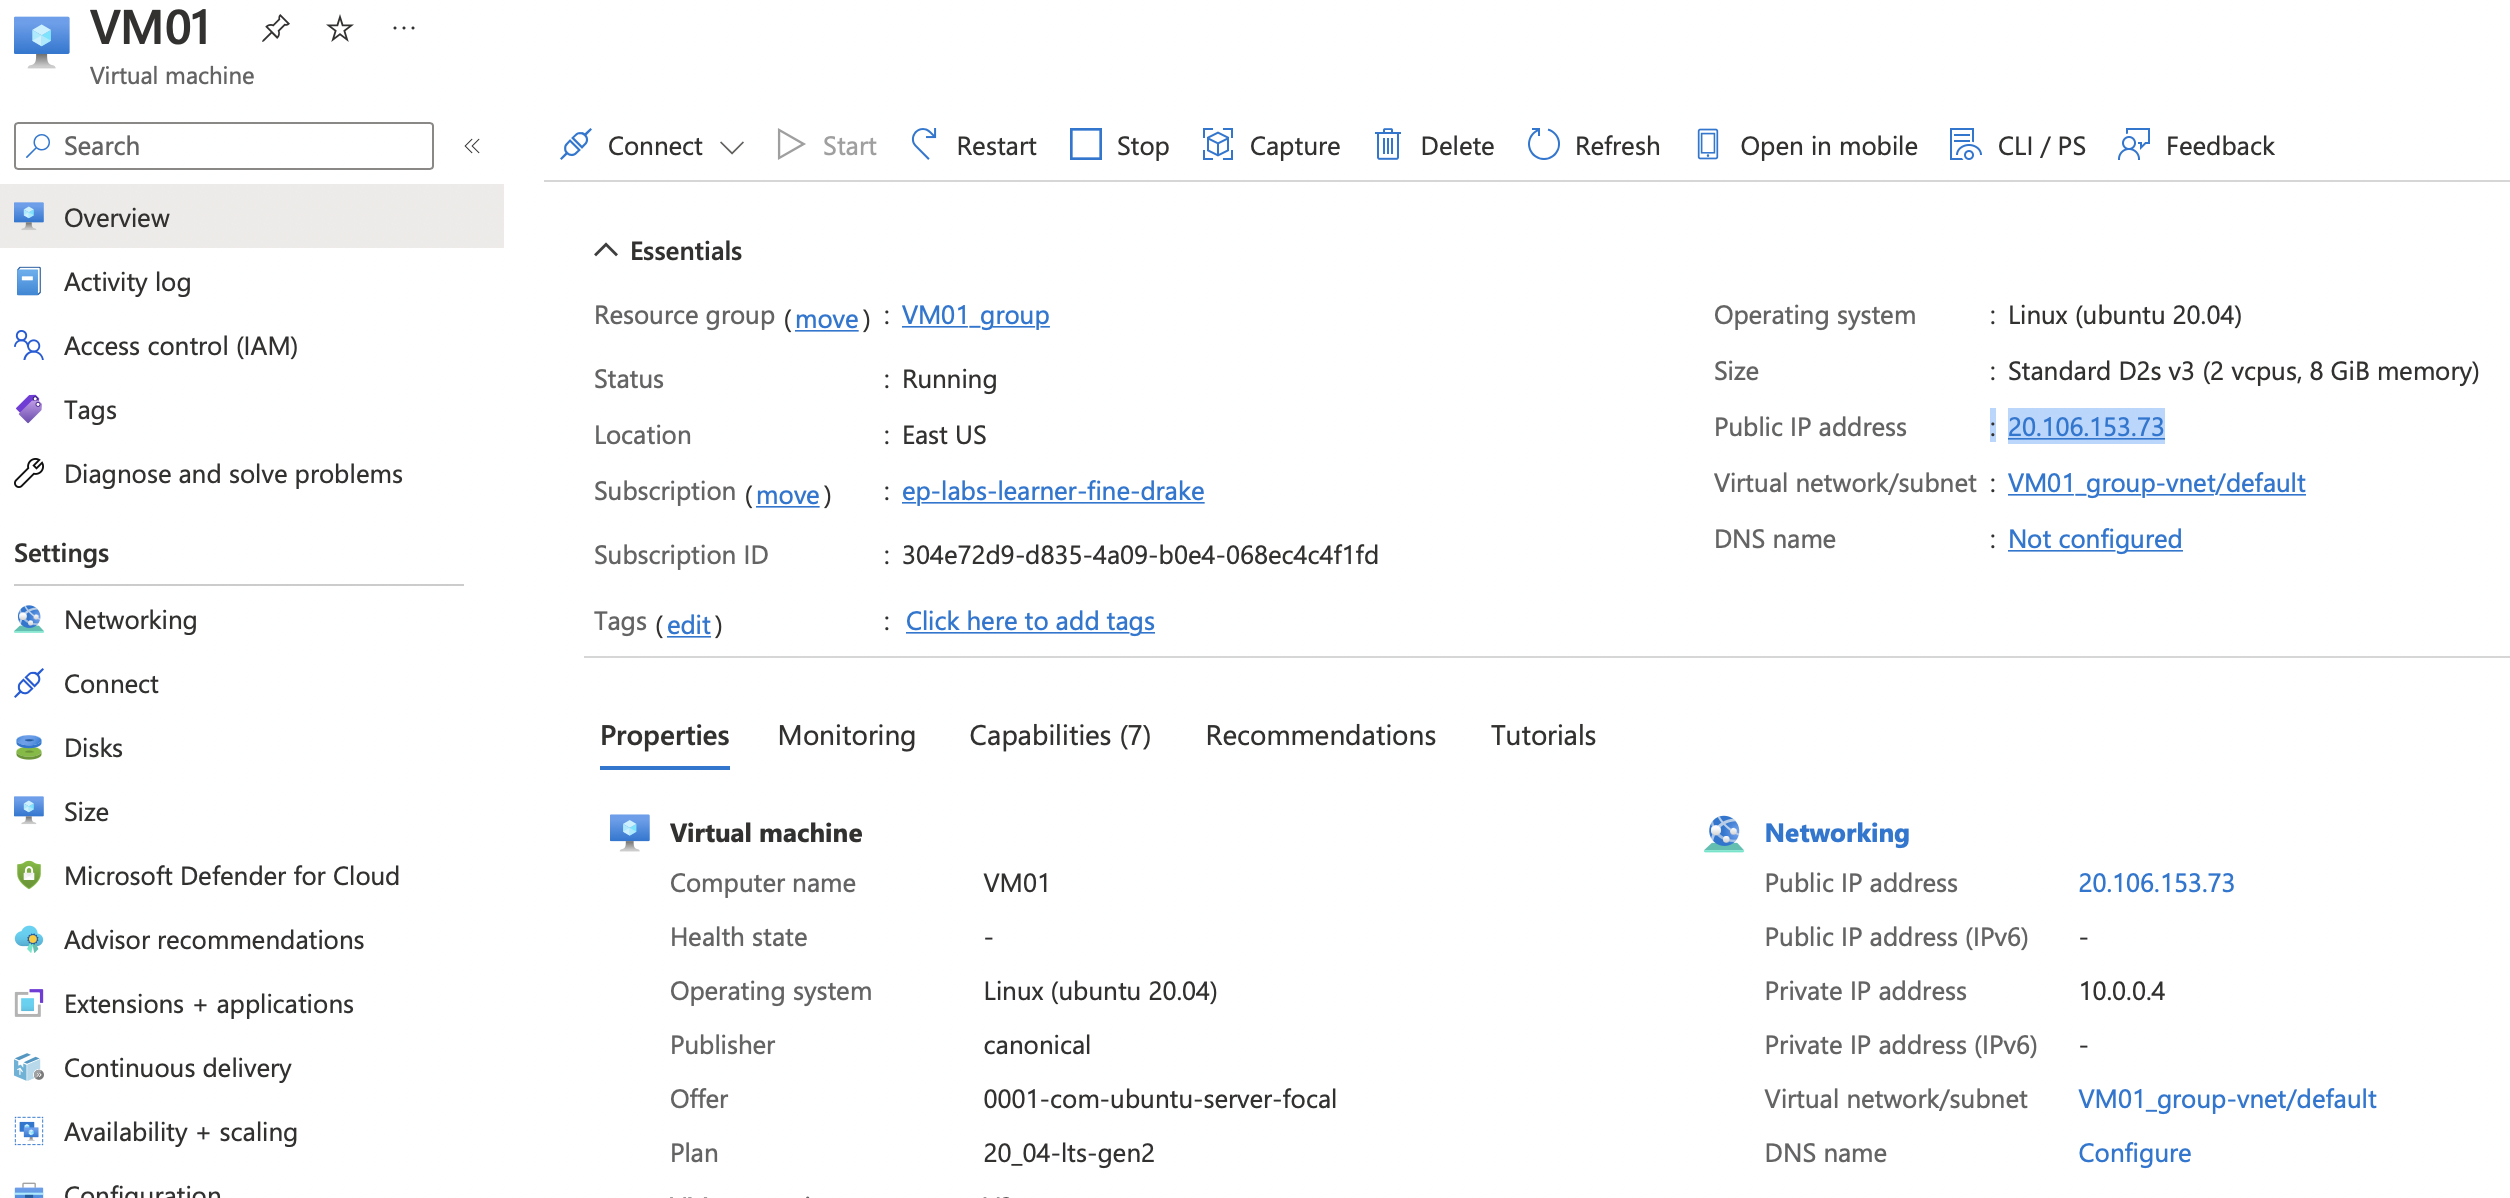 VM01
Virtual machine
Search
Connect Start Restart Stop Capture Delete Refresh Open in mobile CLI / PS Feedback
Overview
Activity log
Access control (IAM)
Tags
Diagnose and solve problems
Settings
Networking
Connect
Disks
Size
Microsoft Defender for Cloud
Advisor recommendations
Extensions + applications
Continuous delivery
Availability + scaling
Configuration
Essentials
Resource group (move) : VM01_group
Status : Running
Location : East US
Subscription (move) : ep-labs-learner-fine-drake
Subscription ID : 304e72d9-d835-4a09-b0e4-068ec4c4f1fd
Tags (edit) : Click here to add tags
Operating system : Linux (ubuntu 20.04)
Size : Standard D2s v3 (2 vcpus, 8 GiB memory)
Public IP address : 20.106.153.73
Virtual network/subnet : VM01_group-vnet/default
DNS name : Not configured
Properties Monitoring Capabilities (7) Recommendations Tutorials
Virtual machine
Computer name VM01
Health state -
Operating system Linux (ubuntu 20.04)
Publisher canonical
Offer 0001-com-ubuntu-server-focal
Plan 20_04-lts-gen2
Networking
Public IP address 20.106.153.73
Public IP address (IPv6) -
Private IP address 10.0.0.4
Private IP address (IPv6) -
Virtual network/subnet VM01_group-vnet/default
DNS name Configure